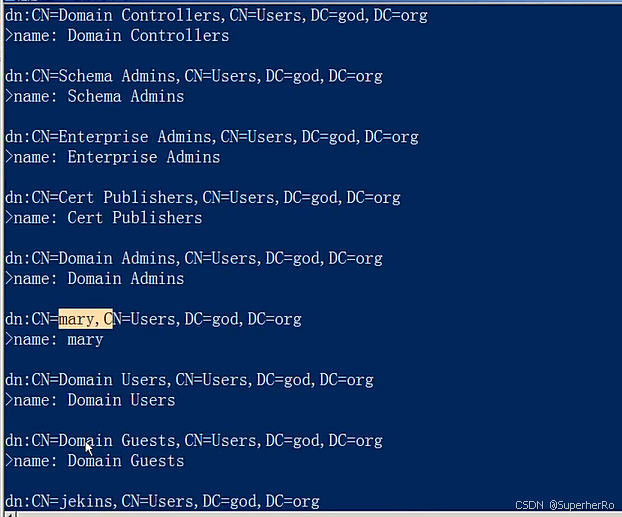 dn:CN=Domain Controllers,CN=Users,DC=god,DC=org
>name: Domain Controllers
dn:CN=Schema Admins,CN=Users,DC=god,DC=org
>name: Schema Admins
dn:CN=Enterprise Admins,CN=Users,DC=god,DC=org
>name: Enterprise Admins
dn:CN=Cert Publishers,CN=Users,DC=god,DC=org
>name: Cert Publishers
dn:CN=Domain Admins,CN=Users,DC=god,DC=org
>name: Domain Admins
dn:CN=mary,CN=Users,DC=god,DC=org
>name: mary
dn:CN=Domain Users,CN=Users,DC=god,DC=org
>name: Domain Users
dn:CN=Domain Guests,CN=Users,DC=god,DC=org
>name: Domain Guests
dn:CN=jekins,CN=Users,DC=god,DC=org
CSDN @SuperherRo